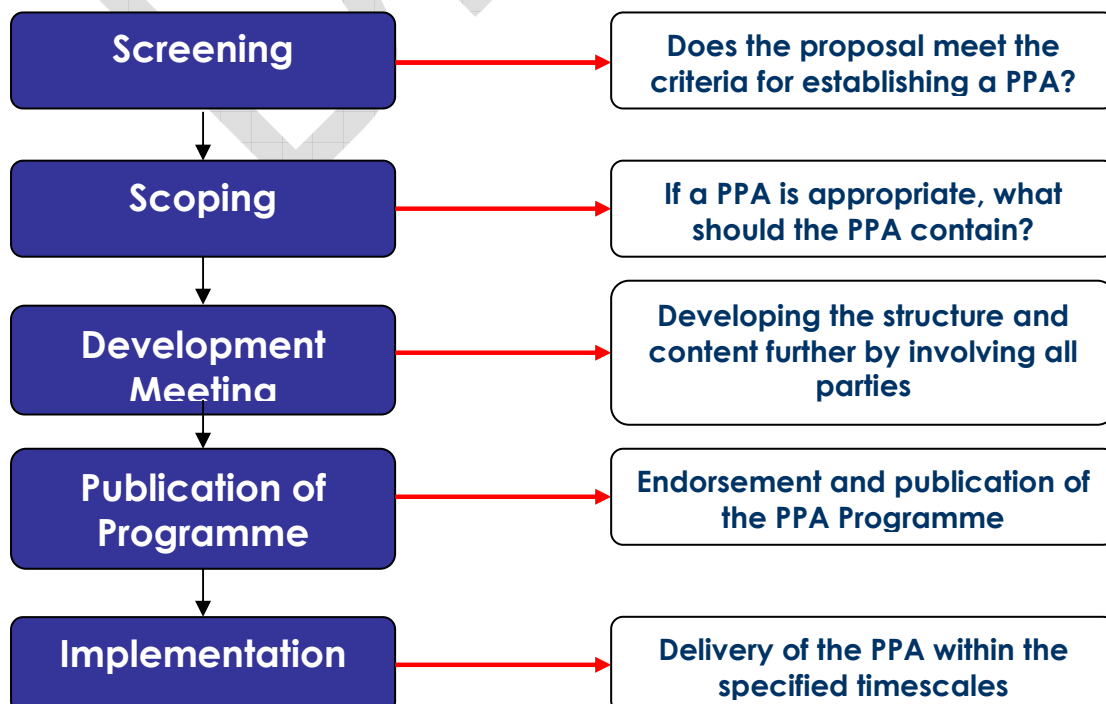 Screening
Does the proposal meet the
criteria for establishing a PPA?
Scoping
If a PPA is appropriate, what
should the PPA contain?
Development
Meeting
Developing the structure and
content further by involving all
parties
Publication of
Programme
Endorsement and publication of
the PPA Programme
Implementation
Delivery of the PPA within the
specified timescales